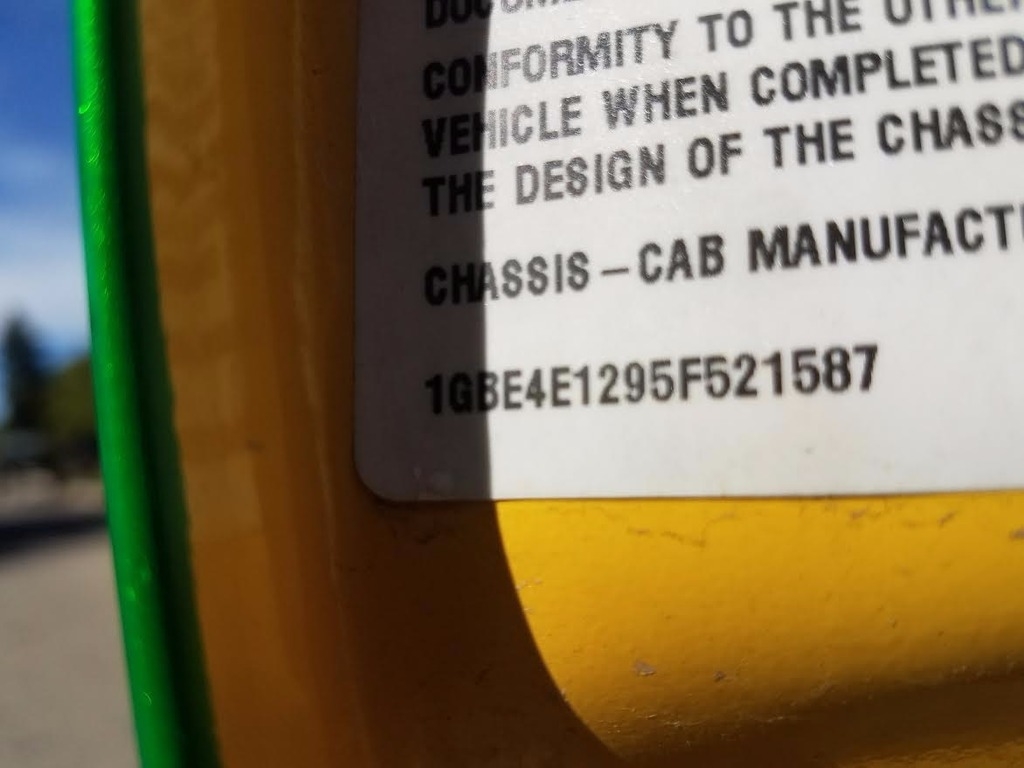 CONFORMITY TO THE
VEHICLE WHEN COMPLETED
THE DESIGN OF THE
CHASSIS – CAB
1GBE4E1295F521587